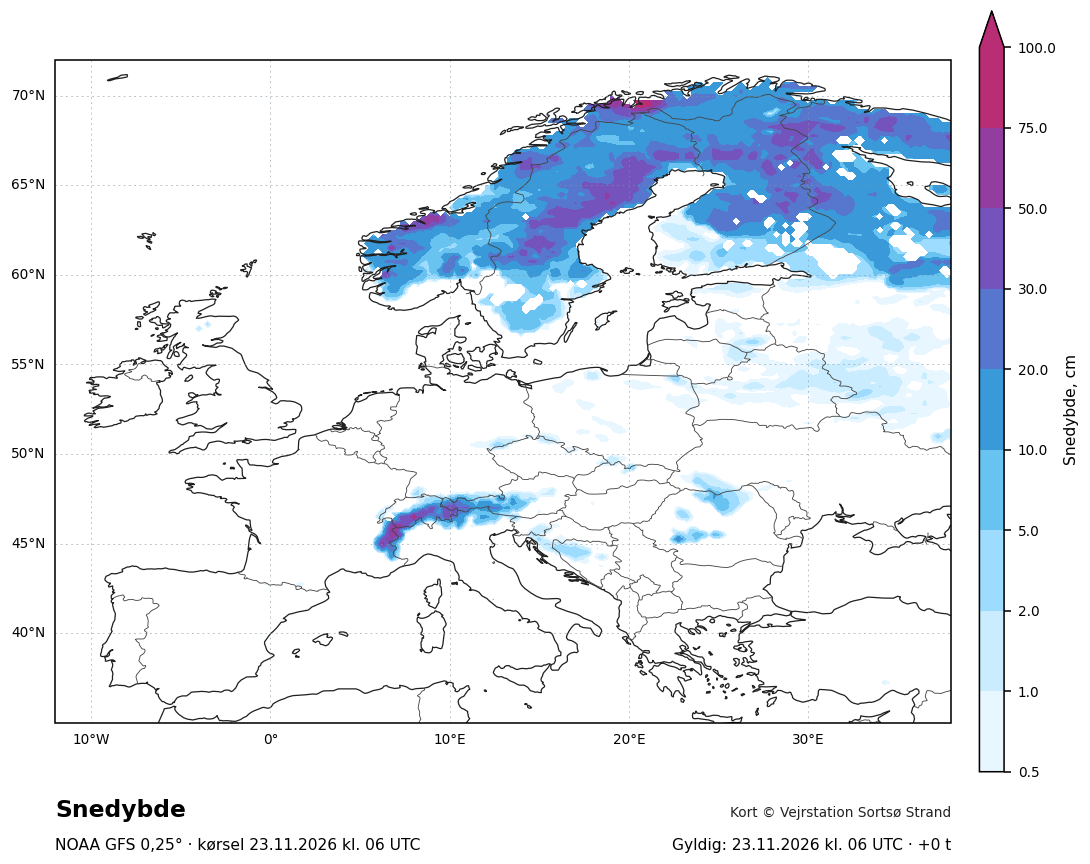 100.0
75.0
50.0
30.0
20.0
10.0
5.0
2.0
1.0
0.5
Snedybde, cm
70°N
65°N
60°N
55°N
50°N
45°N
40°N
10°W
0°
10°E
20°E
30°E
Snedybde
Kort © Vejrstation Sortsø Strand
NOAA GFS 0,25° · kørsel 23.11.2026 kl. 06 UTC
Gyldig: 23.11.2026 kl. 06 UTC · +0 t